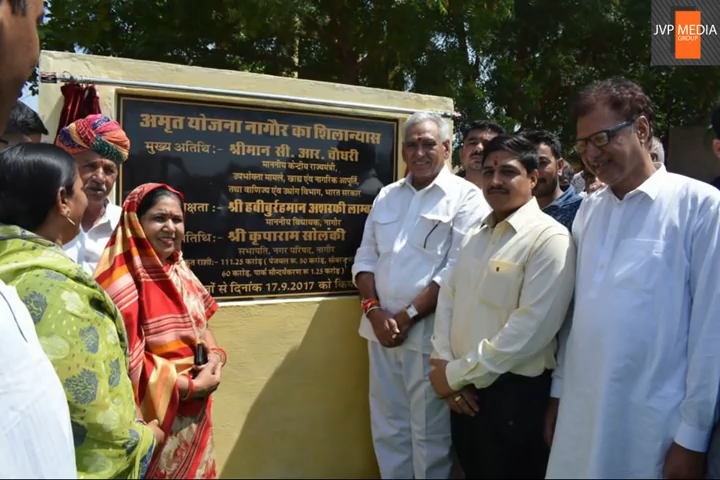 JVP MEDIA
GROUP
अमृत योजना नागौर का शिलान्यास
मुख्य अतिथि:- श्रीमान सी. आर. चौधरी
माननीय केन्द्रीय राज्यमंत्री,
उपभोक्ता मामले, खाद्य एवं नागरिक आपूर्ति,
तथा वाणिज्य एवं उद्योग विभाग, भारत सरकार
क्षता:- श्री हबीबुर्रहमान अशरफी लाम्बा
माननीय विधायक, नागौर
तिथि:- श्री कृपाराम सोलंकी
सभापति, नगर परिषद, नागौर
राशी:- 111.25 करोड़ ( पेयजल रू. 50 करोड़,
60 करोड़, पार्क सौन्दर्यकरण रू 1.25 करोड़ )
से दिनांक 17.9.2017 को